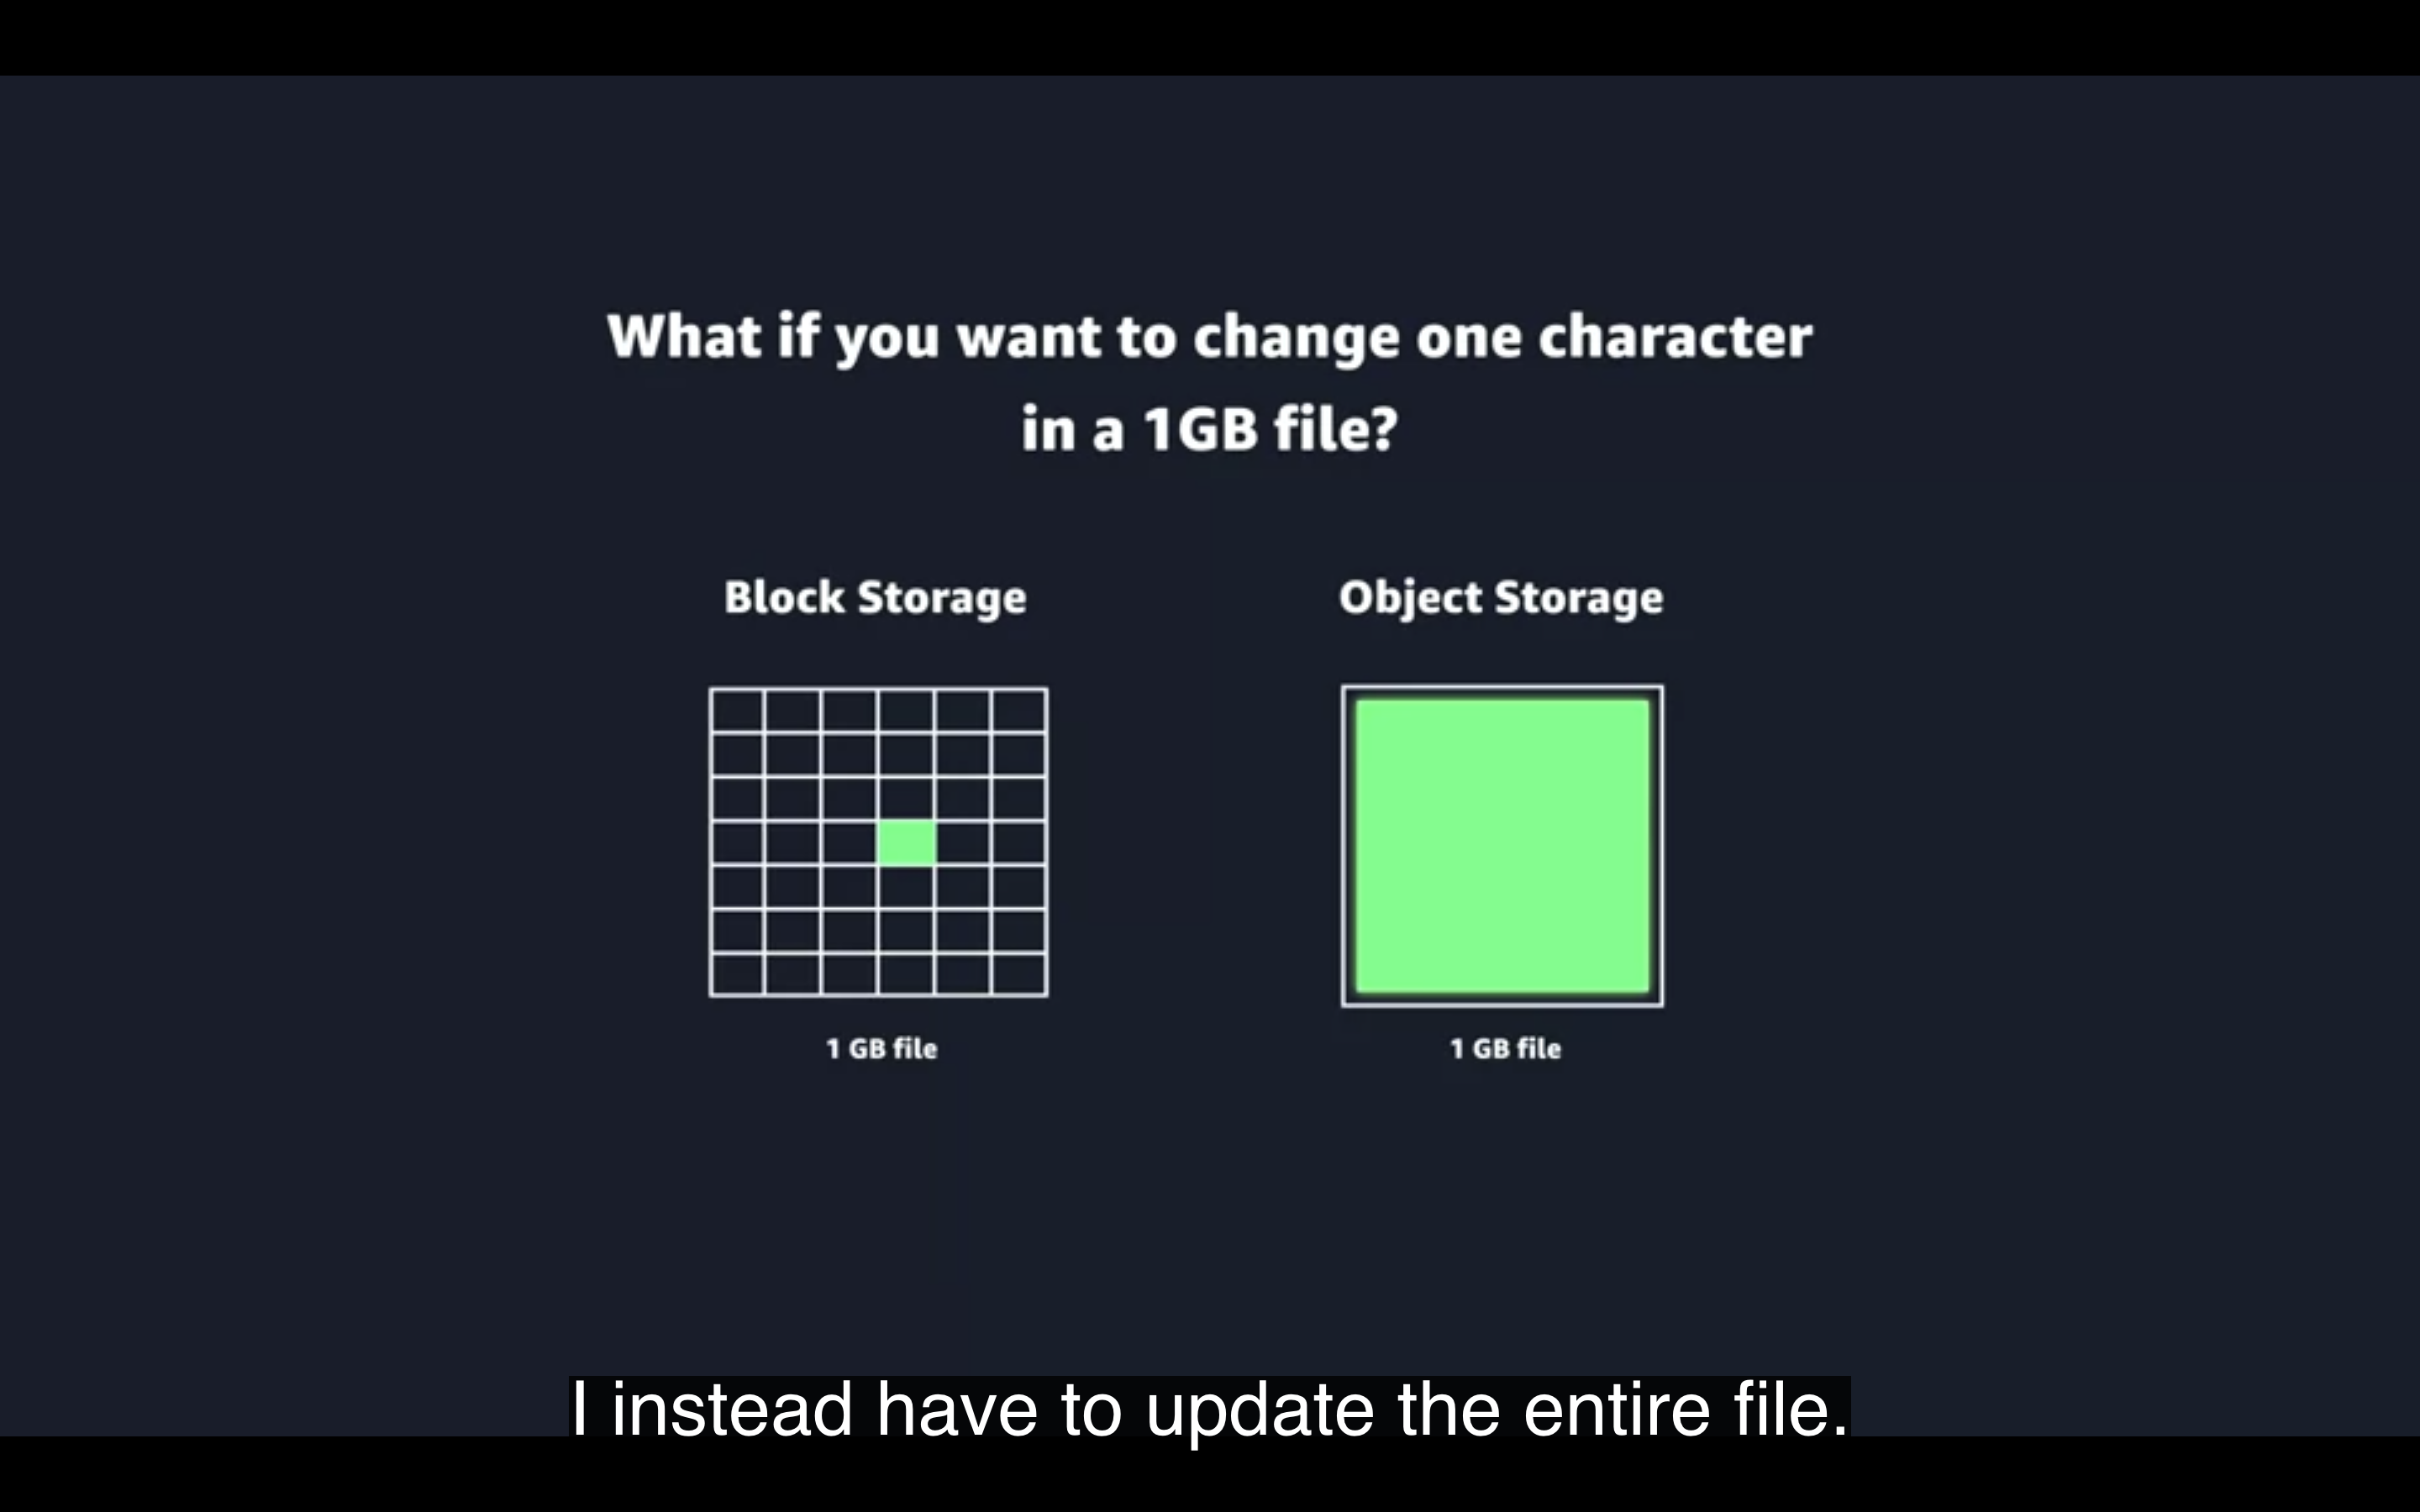 What if you want to change one character
in a 1GB file?
Block Storage
Object Storage
1 GB file
1 GB file
I instead have to update the entire file.